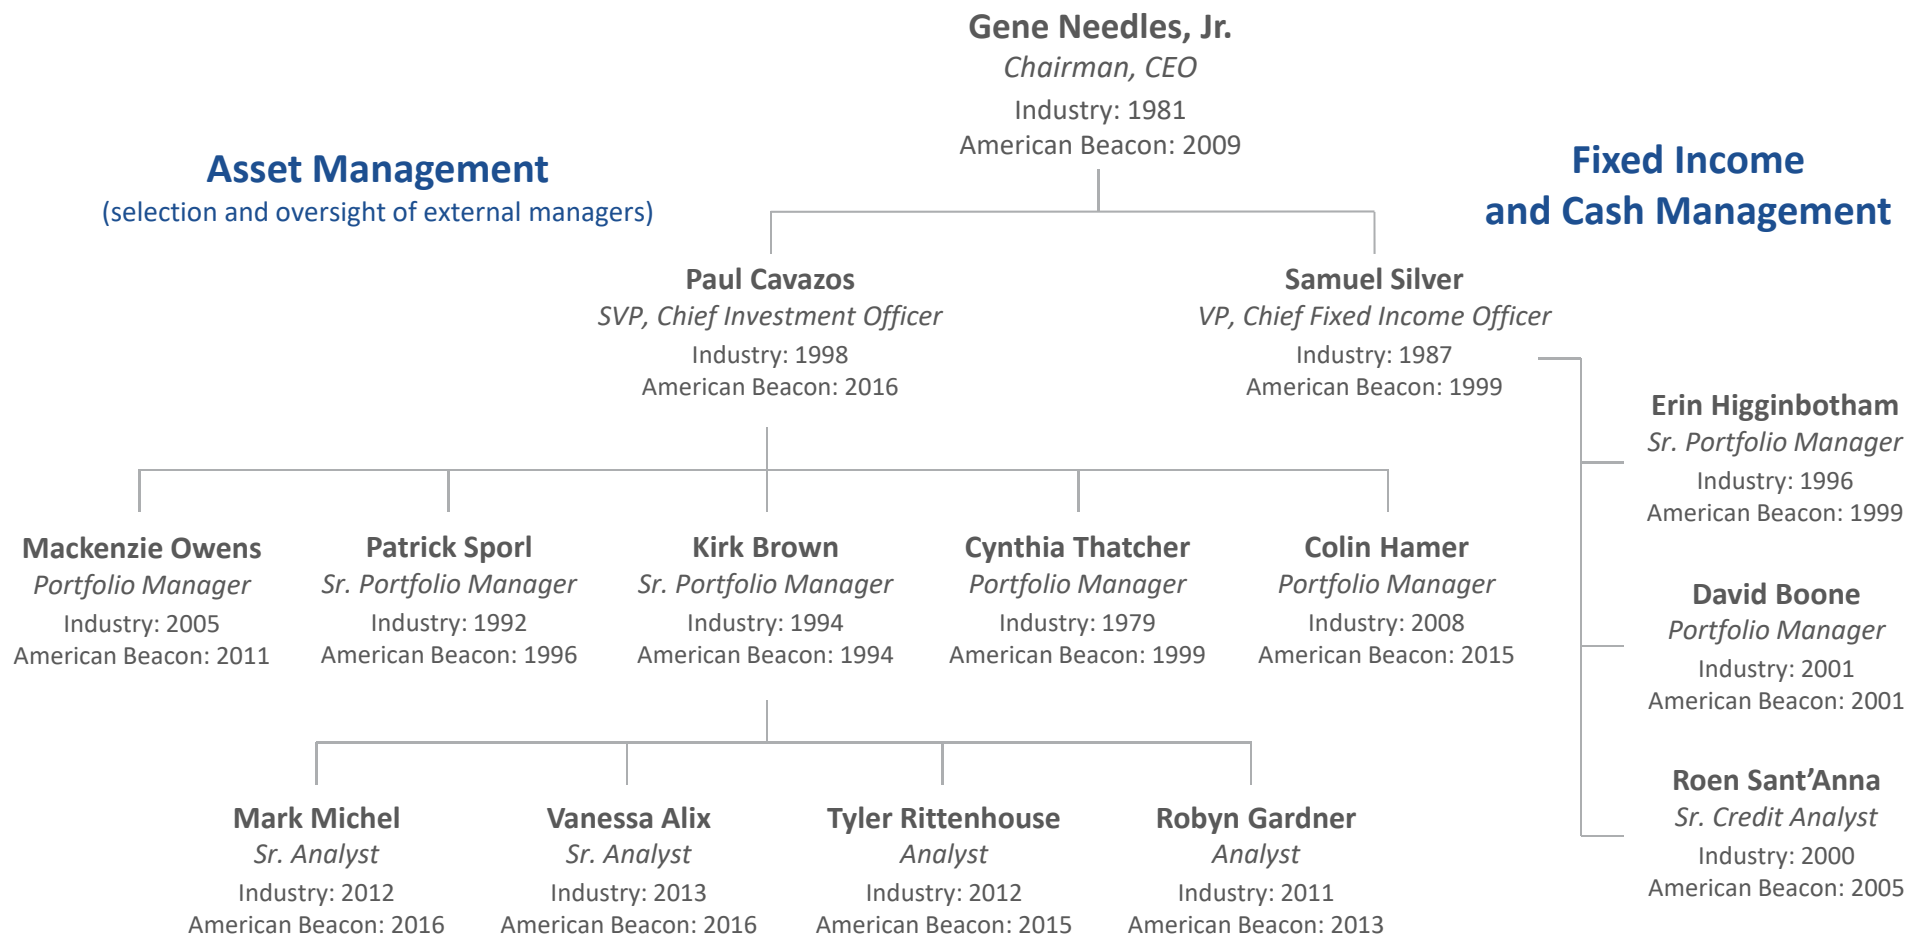 Gene Needles, Jr.
Chairman, CEO
Industry: 1981
American Beacon: 2009
Asset Management
(selection and oversight of external managers)
Fixed Income
and Cash Management
Paul Cavazos
SVP, Chief Investment Officer
Industry: 1998
American Beacon: 2016
Samuel Silver
VP, Chief Fixed Income Officer
Industry: 1987
American Beacon: 1999
Erin Higginbotham
Sr. Portfolio Manager
Industry: 1996
American Beacon: 1999
David Boone
Portfolio Manager
Industry: 2001
American Beacon: 2001
Roen Sant’Anna
Sr. Credit Analyst
Industry: 2000
American Beacon: 2005
Mackenzie Owens
Portfolio Manager
Industry: 2005
American Beacon: 2011
Patrick Sporl
Sr. Portfolio Manager
Industry: 1992
American Beacon: 1996
Kirk Brown
Sr. Portfolio Manager
Industry: 1994
American Beacon: 1994
Cynthia Thatcher
Portfolio Manager
Industry: 1979
American Beacon: 1999
Colin Hamer
Portfolio Manager
Industry: 2008
American Beacon: 2015
Mark Michel
Sr. Analyst
Industry: 2012
American Beacon: 2016
Vanessa Alix
Sr. Analyst
Industry: 2013
American Beacon: 2016
Tyler Rittenhouse
Analyst
Industry: 2012
American Beacon: 2015
Robyn Gardner
Analyst
Industry: 2011
American Beacon: 2013